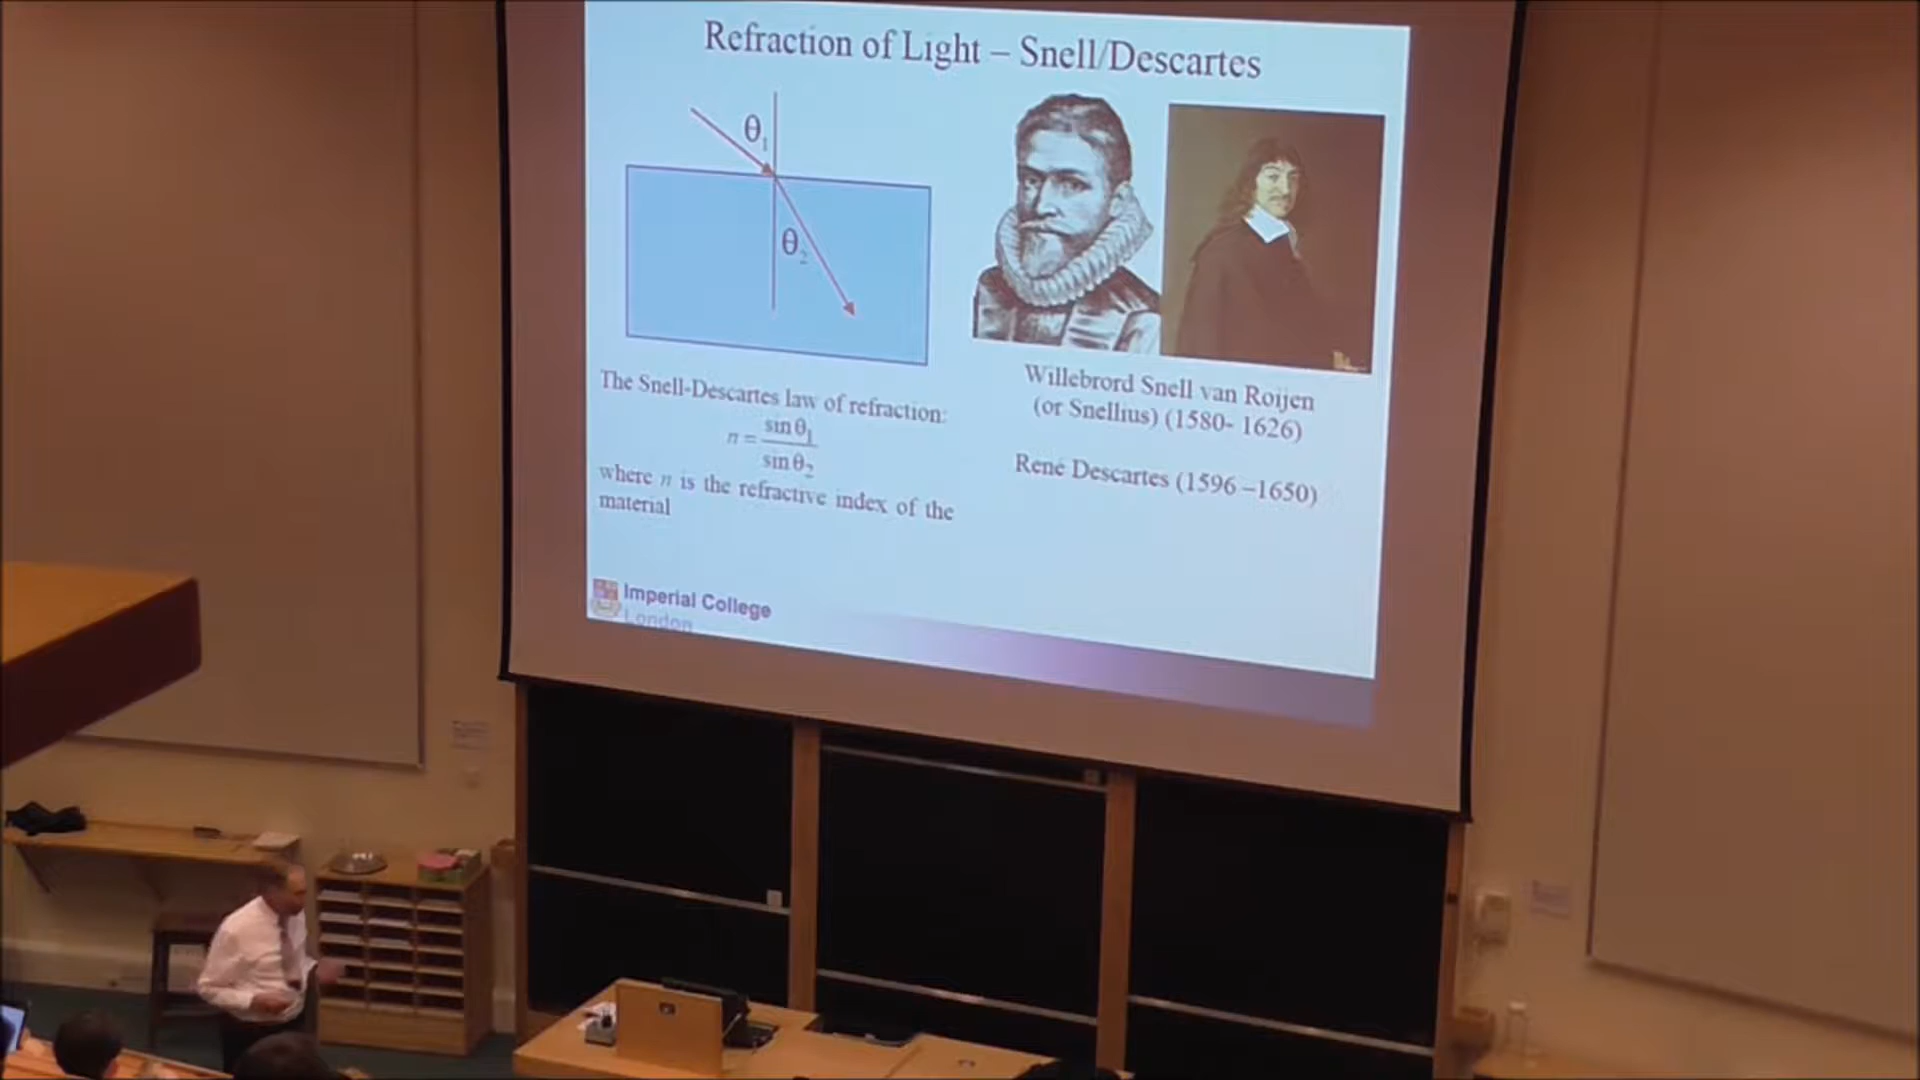 Refraction of Light – Snell/Descartes
θ1
θ2
The Snell-Descartes law of refraction:
n = sin θ1 / sin θ2
where n is the refractive index of the
material
Willebrord Snell van Roijen
(or Snellius) (1580- 1626)
René Descartes (1596 –1650)
Imperial College
London